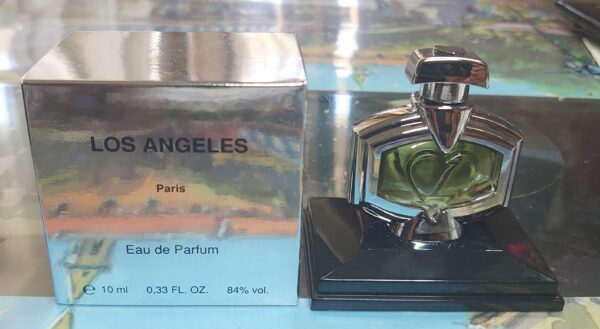 LOS ANGELES
Paris
Eau de Parfum
℮ 10 ml 0,33 FL. OZ. 84% vol.